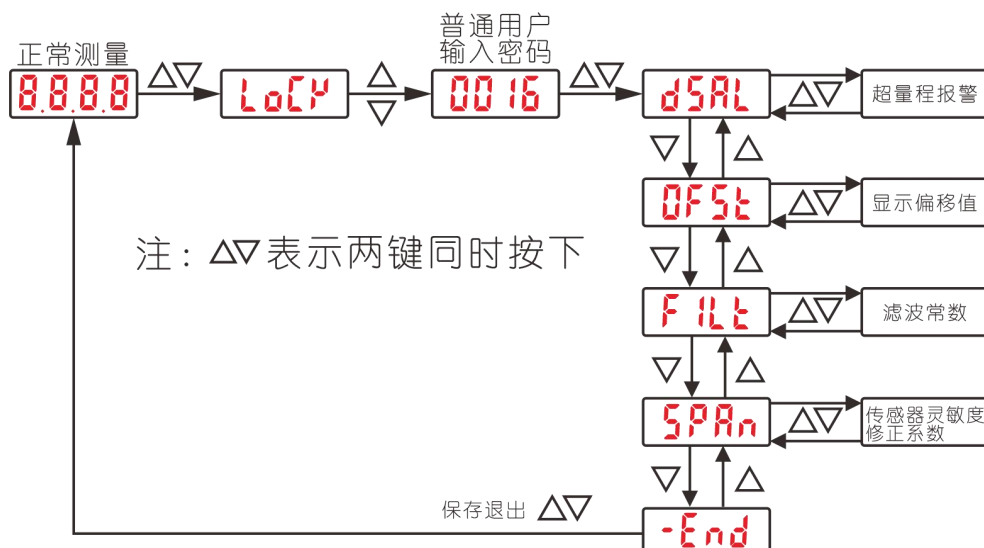 正常测量
8.8.8.8
△▽
LoCK
△
▽
普通用户
输入密码
0016
△▽
dSAL
△▽
超量程报警
▽ △
OFSt
△▽
显示偏移值
▽ △
FILt
△▽
滤波常数
▽ △
SPAn
△▽
传感器灵敏度
修正系数
▽ △
-End
保存退出 △▽
注：△▽表示两键同时按下